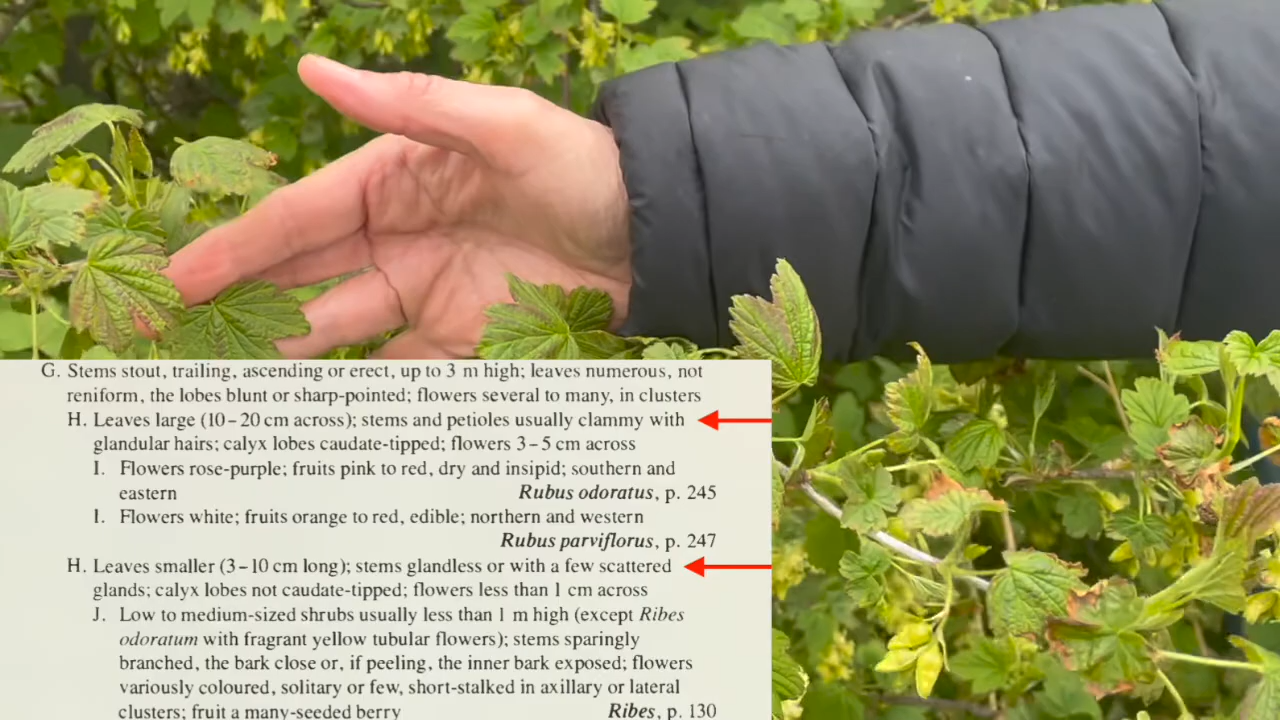 G. Stems stout, trailing, ascending or erect, up to 3 m high; leaves numerous, not
reniform, the lobes blunt or sharp-pointed; flowers several to many, in clusters
H. Leaves large (10–20 cm across); stems and petioles usually clammy with
glandular hairs; calyx lobes caudate-tipped; flowers 3–5 cm across
I. Flowers rose-purple; fruits pink to red, dry and insipid; southern and
eastern Rubus odoratus, p. 245
I. Flowers white; fruits orange to red, edible; northern and western
Rubus parviflorus, p. 247
H. Leaves smaller (3–10 cm long); stems glandless or with a few scattered
glands; calyx lobes not caudate-tipped; flowers less than 1 cm across
J. Low to medium-sized shrubs usually less than 1 m high (except Ribes
odoratum with fragrant yellow tubular flowers); stems sparingly
branched, the bark close or, if peeling, the inner bark exposed; flowers
variously coloured, solitary or few, short-stalked in axillary or lateral
clusters; fruit a many-seeded berry Ribes, p. 130